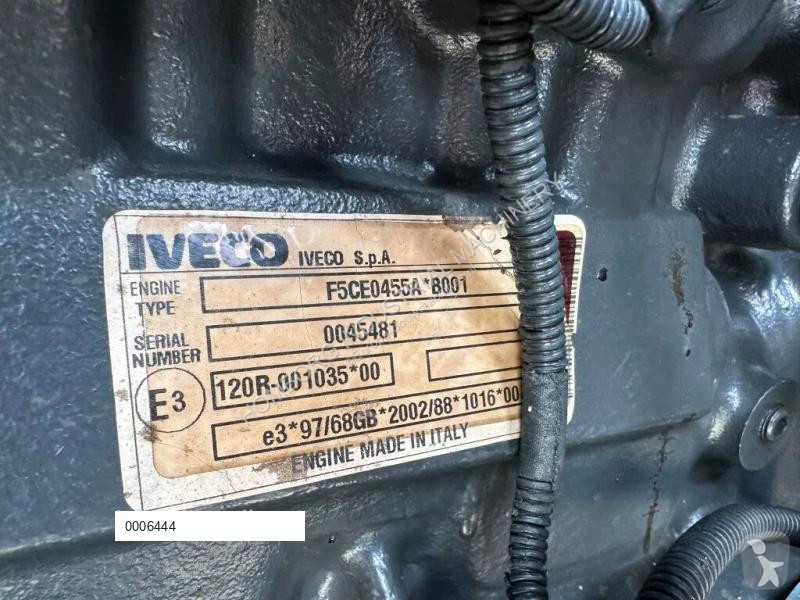 IVECO IVECO S.p.A.
ENGINE TYPE F5CE0455A*B001
SERIAL NUMBER 0045481
E3 120R-001035*00
e3*97/68GB*2002/88*1016*00
ENGINE MADE IN ITALY
0006444